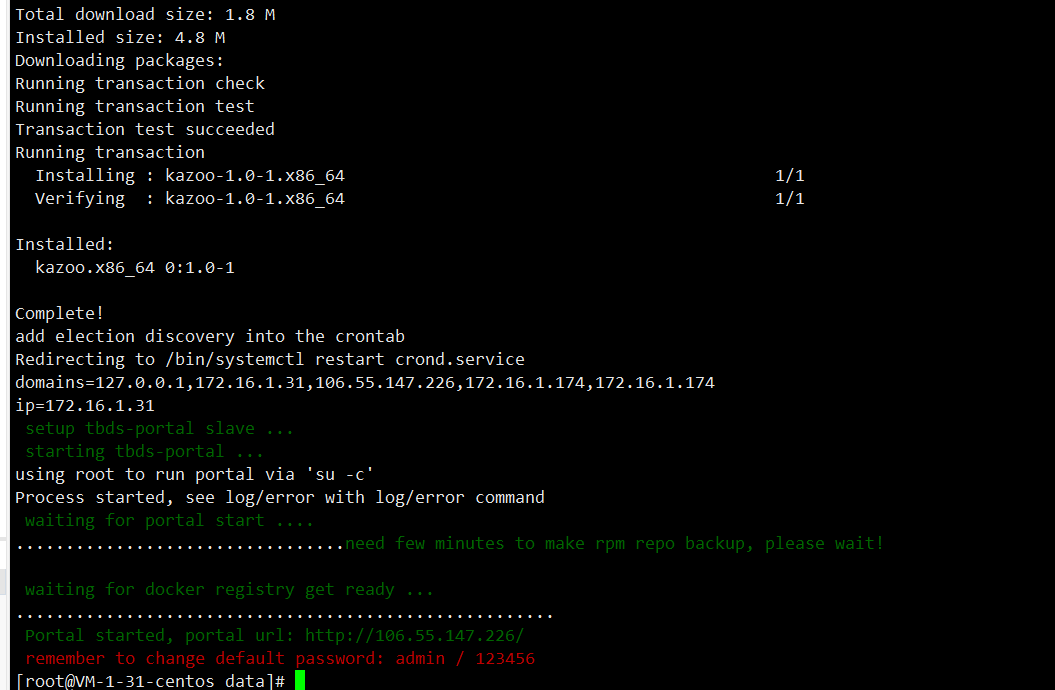 Total download size: 1.8 M
Installed size: 4.8 M
Downloading packages:
Running transaction check
Running transaction test
Transaction test succeeded
Running transaction
  Installing : kazoo-1.0-1.x86_64                                           1/1
  Verifying  : kazoo-1.0-1.x86_64                                           1/1

Installed:
  kazoo.x86_64 0:1.0-1

Complete!
add election discovery into the crontab
Redirecting to /bin/systemctl restart crond.service
domains=127.0.0.1,172.16.1.31,106.55.147.226,172.16.1.174,172.16.1.174
ip=172.16.1.31
 setup tbds-portal slave ...
 starting tbds-portal ...
using root to run portal via 'su -c'
Process started, see log/error with log/error command
 waiting for portal start ....
.................................need few minutes to make rpm repo backup, please wait!

 waiting for docker registry get ready ...
......................................................
 Portal started, portal url: http://106.55.147.226/
 remember to change default password: admin / 123456
[root@VM-1-31-centos data]#